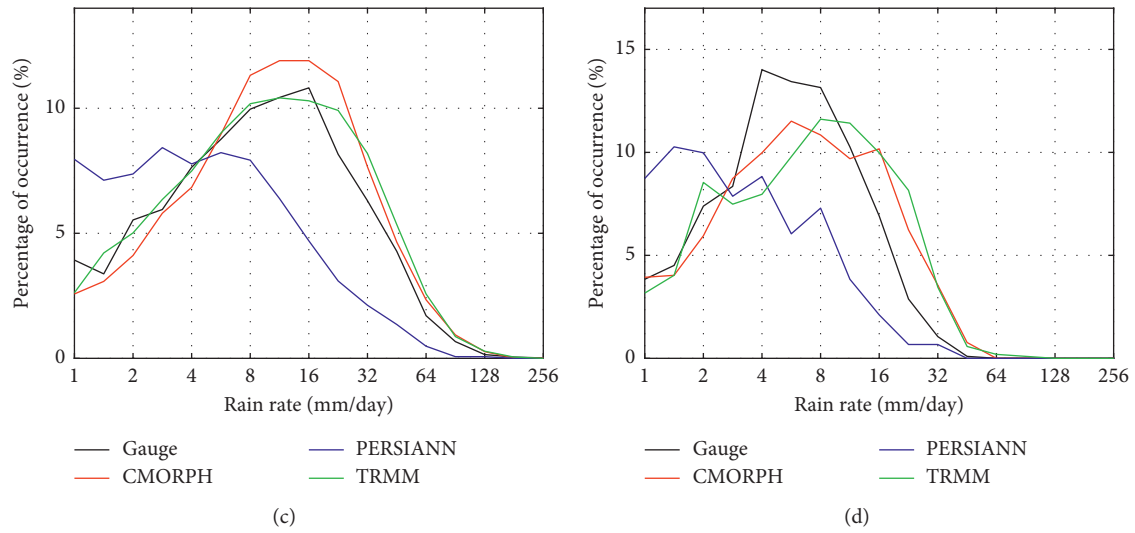 Percentage of occurrence (%)
10
5
0
1 2 4 8 16 32 64 128 256
Rain rate (mm/day)
Gauge
CMORPH
PERSIANN
TRMM
(c)
Percentage of occurrence (%)
15
10
5
0
1 2 4 8 16 32 64 128 256
Rain rate (mm/day)
Gauge
CMORPH
PERSIANN
TRMM
(d)